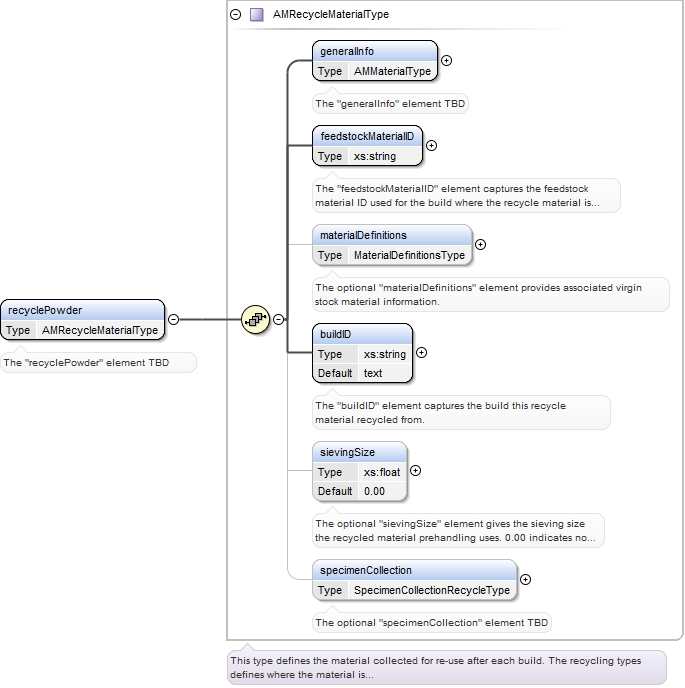 AMRecycleMaterialType
generalInfo
Type AMMaterialType
The "generalInfo" element TBD
feedstockMaterialID
Type xs:string
The "feedstockMaterialID" element captures the feedstock
material ID used for the build where the recycle material is...
materialDefinitions
Type MaterialDefinitionsType
The optional "materialDefinitions" element provides associated virgin
stock material information.
recyclePowder
Type AMRecycleMaterialType
The "recyclePowder" element TBD
buildID
Type xs:string
Default text
The "buildID" element captures the build this recycle
material recycled from.
sievingSize
Type xs:float
Default 0.00
The optional "sievingSize" element gives the sieving size
the recycled material prehandling uses. 0.00 indicates no...
specimenCollection
Type SpecimenCollectionRecycleType
The optional "specimenCollection" element TBD
This type defines the material collected for re-use after each build. The recycling types
defines where the material is...